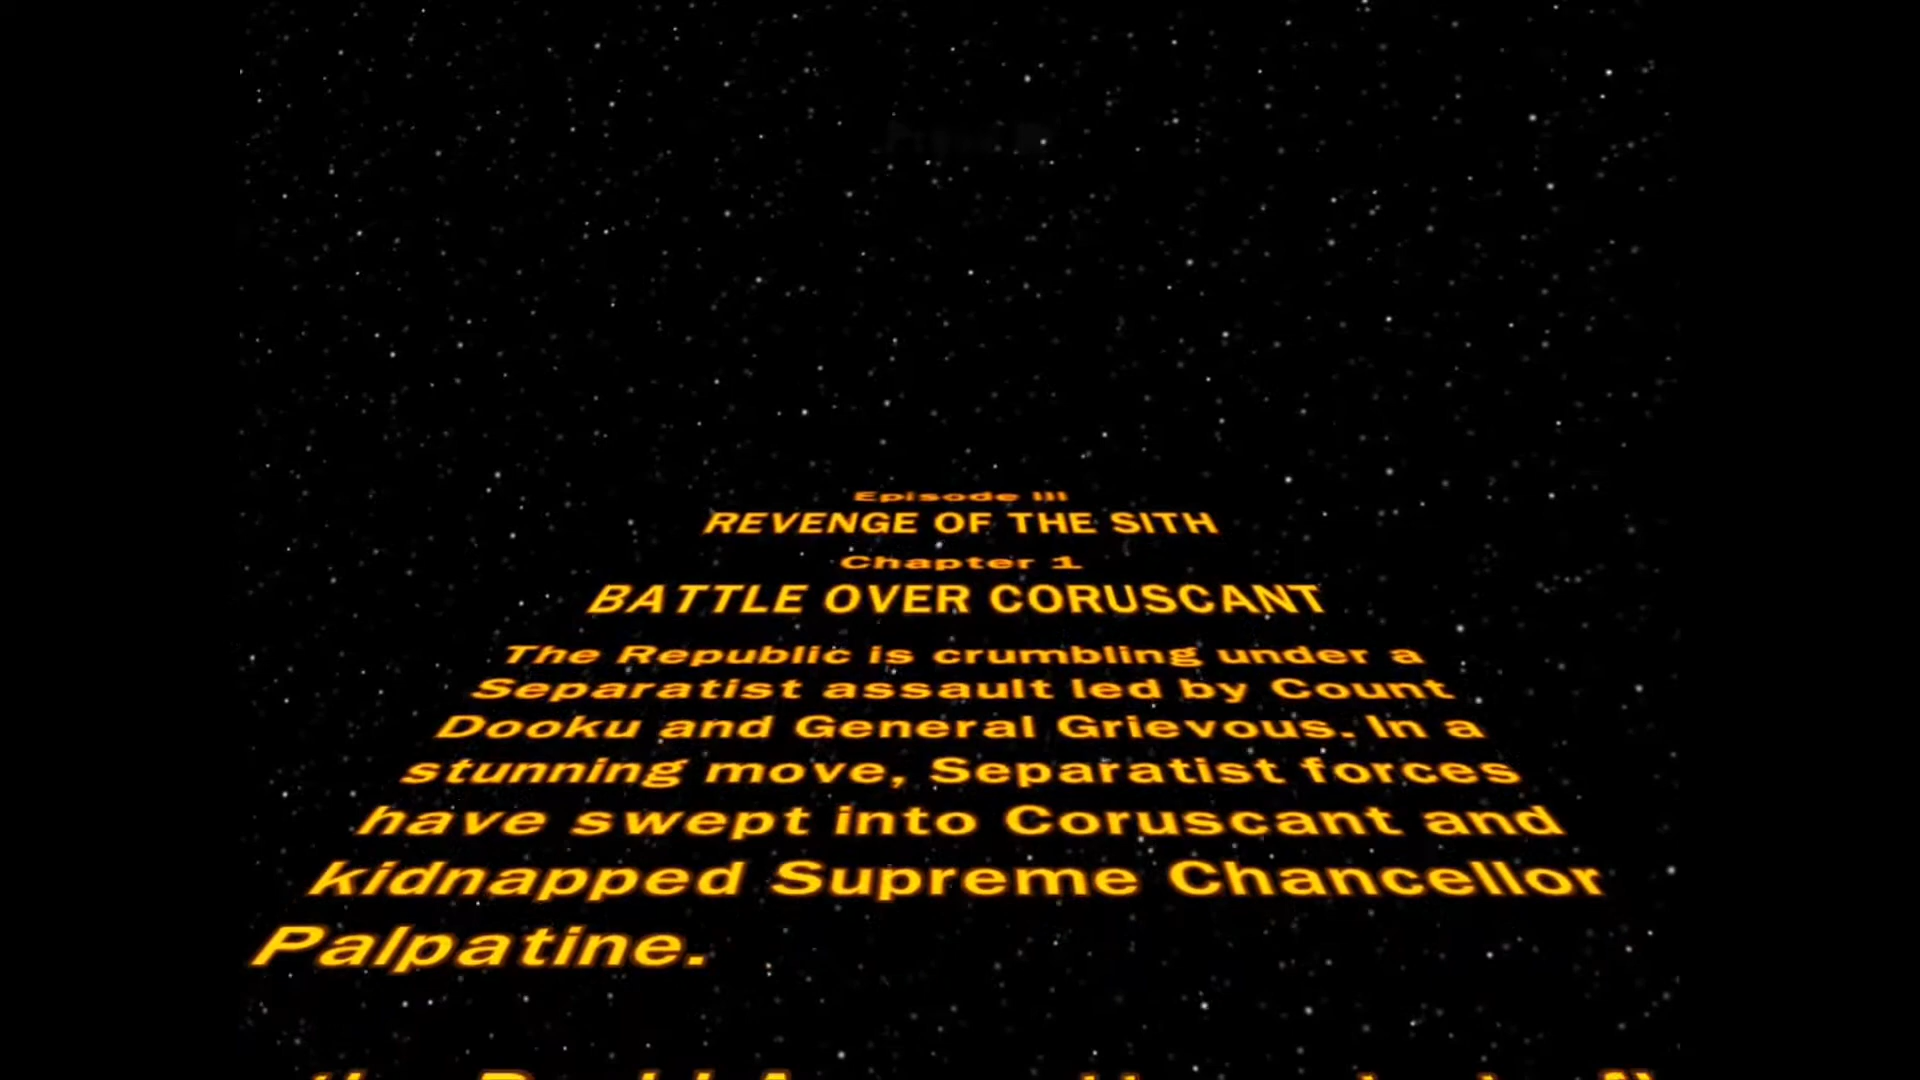 Episode III
REVENGE OF THE SITH
Chapter 1
BATTLE OVER CORUSCANT
The Republic is crumbling under a
Separatist assault led by Count
Dooku and General Grievous. In a
stunning move, Separatist forces
have swept into Coruscant and
kidnapped Supreme Chancellor
Palpatine.